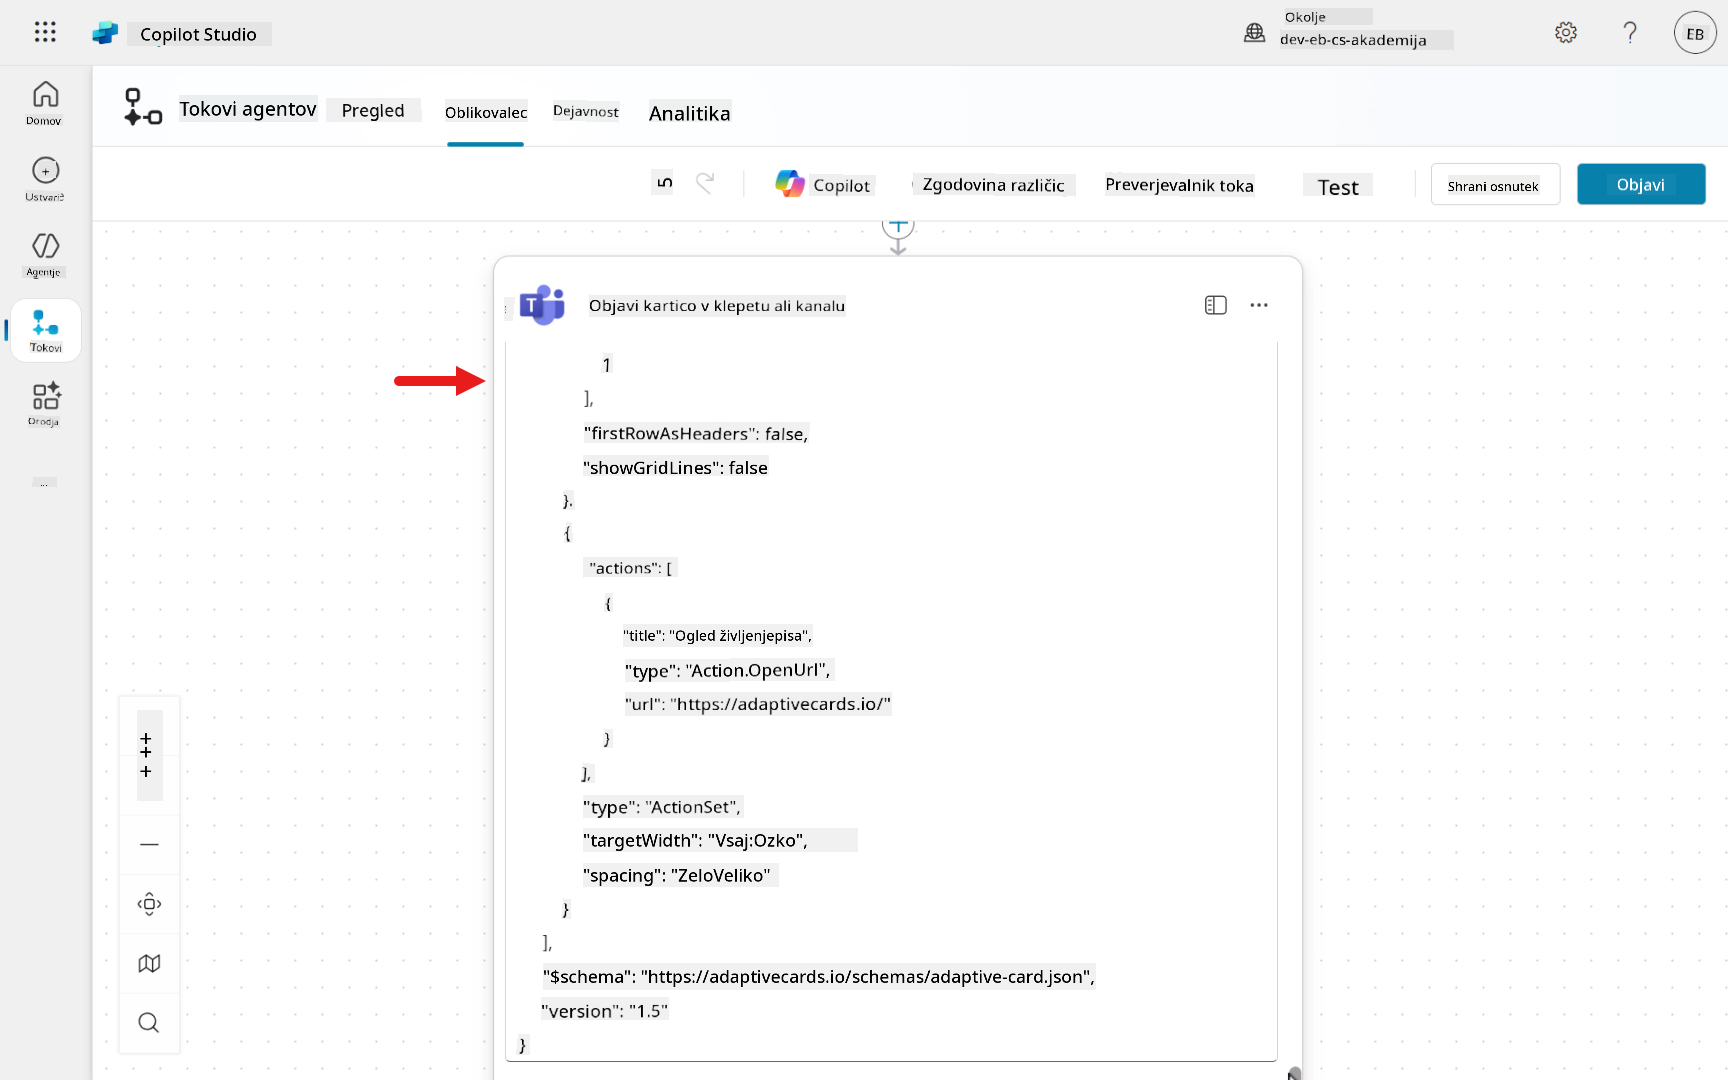 Copilot Studio
Okolje
dev-eb-cs-akademija
EB
Domov
Ustvarič
Agentje
Tokovi
Orodja
...
Tokovi agentov
Pregled
Oblikovalec
Dejavnost
Analitika
Copilot
Zgodovina različic
Preverjevalnik toka
Test
Shrani osnutek
Objavi
Objavi kartico v klepetu ali kanalu
1
],
"firstRowAsHeaders": false,
"showGridLines": false
}.
{
"actions": [
{
"title": "Ogled življenjepisa",
"type": "Action.OpenUrl",
"url": "https://adaptivecards.io/"
}
],
"type": "ActionSet",
"targetWidth": "Vsaj:Ozko",
"spacing": "ZeloVeliko"
}
],
"$schema": "https://adaptivecards.io/schemas/adaptive-card.json",
"version": "1.5"
}